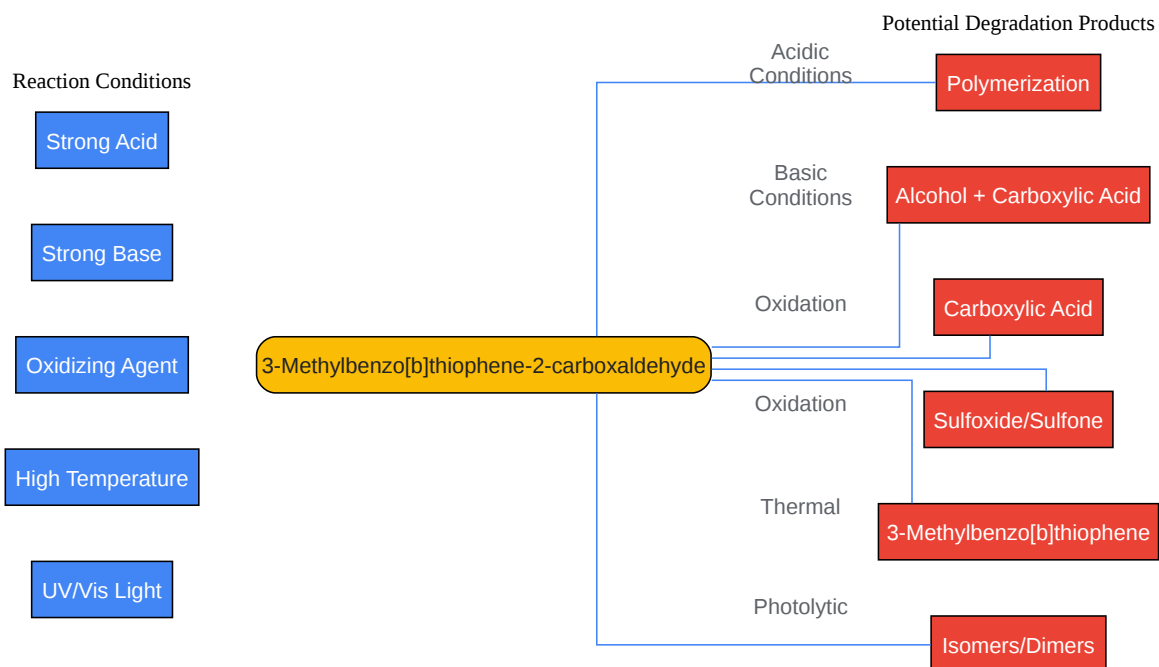 Reaction Conditions
Strong Acid
Strong Base
Oxidizing Agent
High Temperature
UV/Vis Light
3-Methylbenzo[b]thiophene-2-carboxaldehyde
Potential Degradation Products
Acidic
Conditions
Polymerization
Basic
Conditions
Alcohol + Carboxylic Acid
Oxidation
Carboxylic Acid
Oxidation
Sulfoxide/Sulfone
Thermal
3-Methylbenzo[b]thiophene
Photolytic
Isomers/Dimers